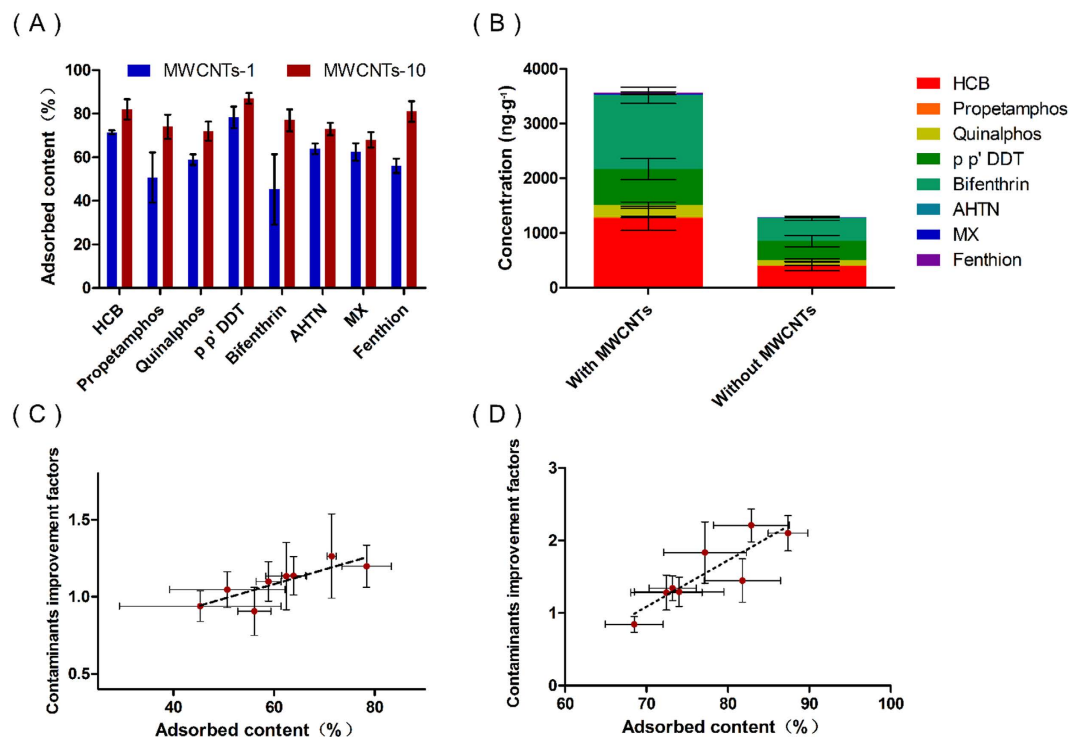 ( A )
MWCNTs-1 MWCNTs-10
Adsorbed content (%)
100
80
60
40
20
0
HCB
Propetamphos
Quinalphos
p p' DDT
Bifenthrin
AHTN
MX
Fenthion
( B )
Concentration (ng·g-¹)
4000
3000
2000
1000
0
With MWCNTs
Without MWCNTs
HCB
Propetamphos
Quinalphos
p p' DDT
Bifenthrin
AHTN
MX
Fenthion
( C )
Contaminants improvement factors
1.5
1.0
0.5
40 60 80
Adsorbed content (%)
( D )
Contaminants improvement factors
3
2
1
0
60 70 80 90 100
Adsorbed content (%)